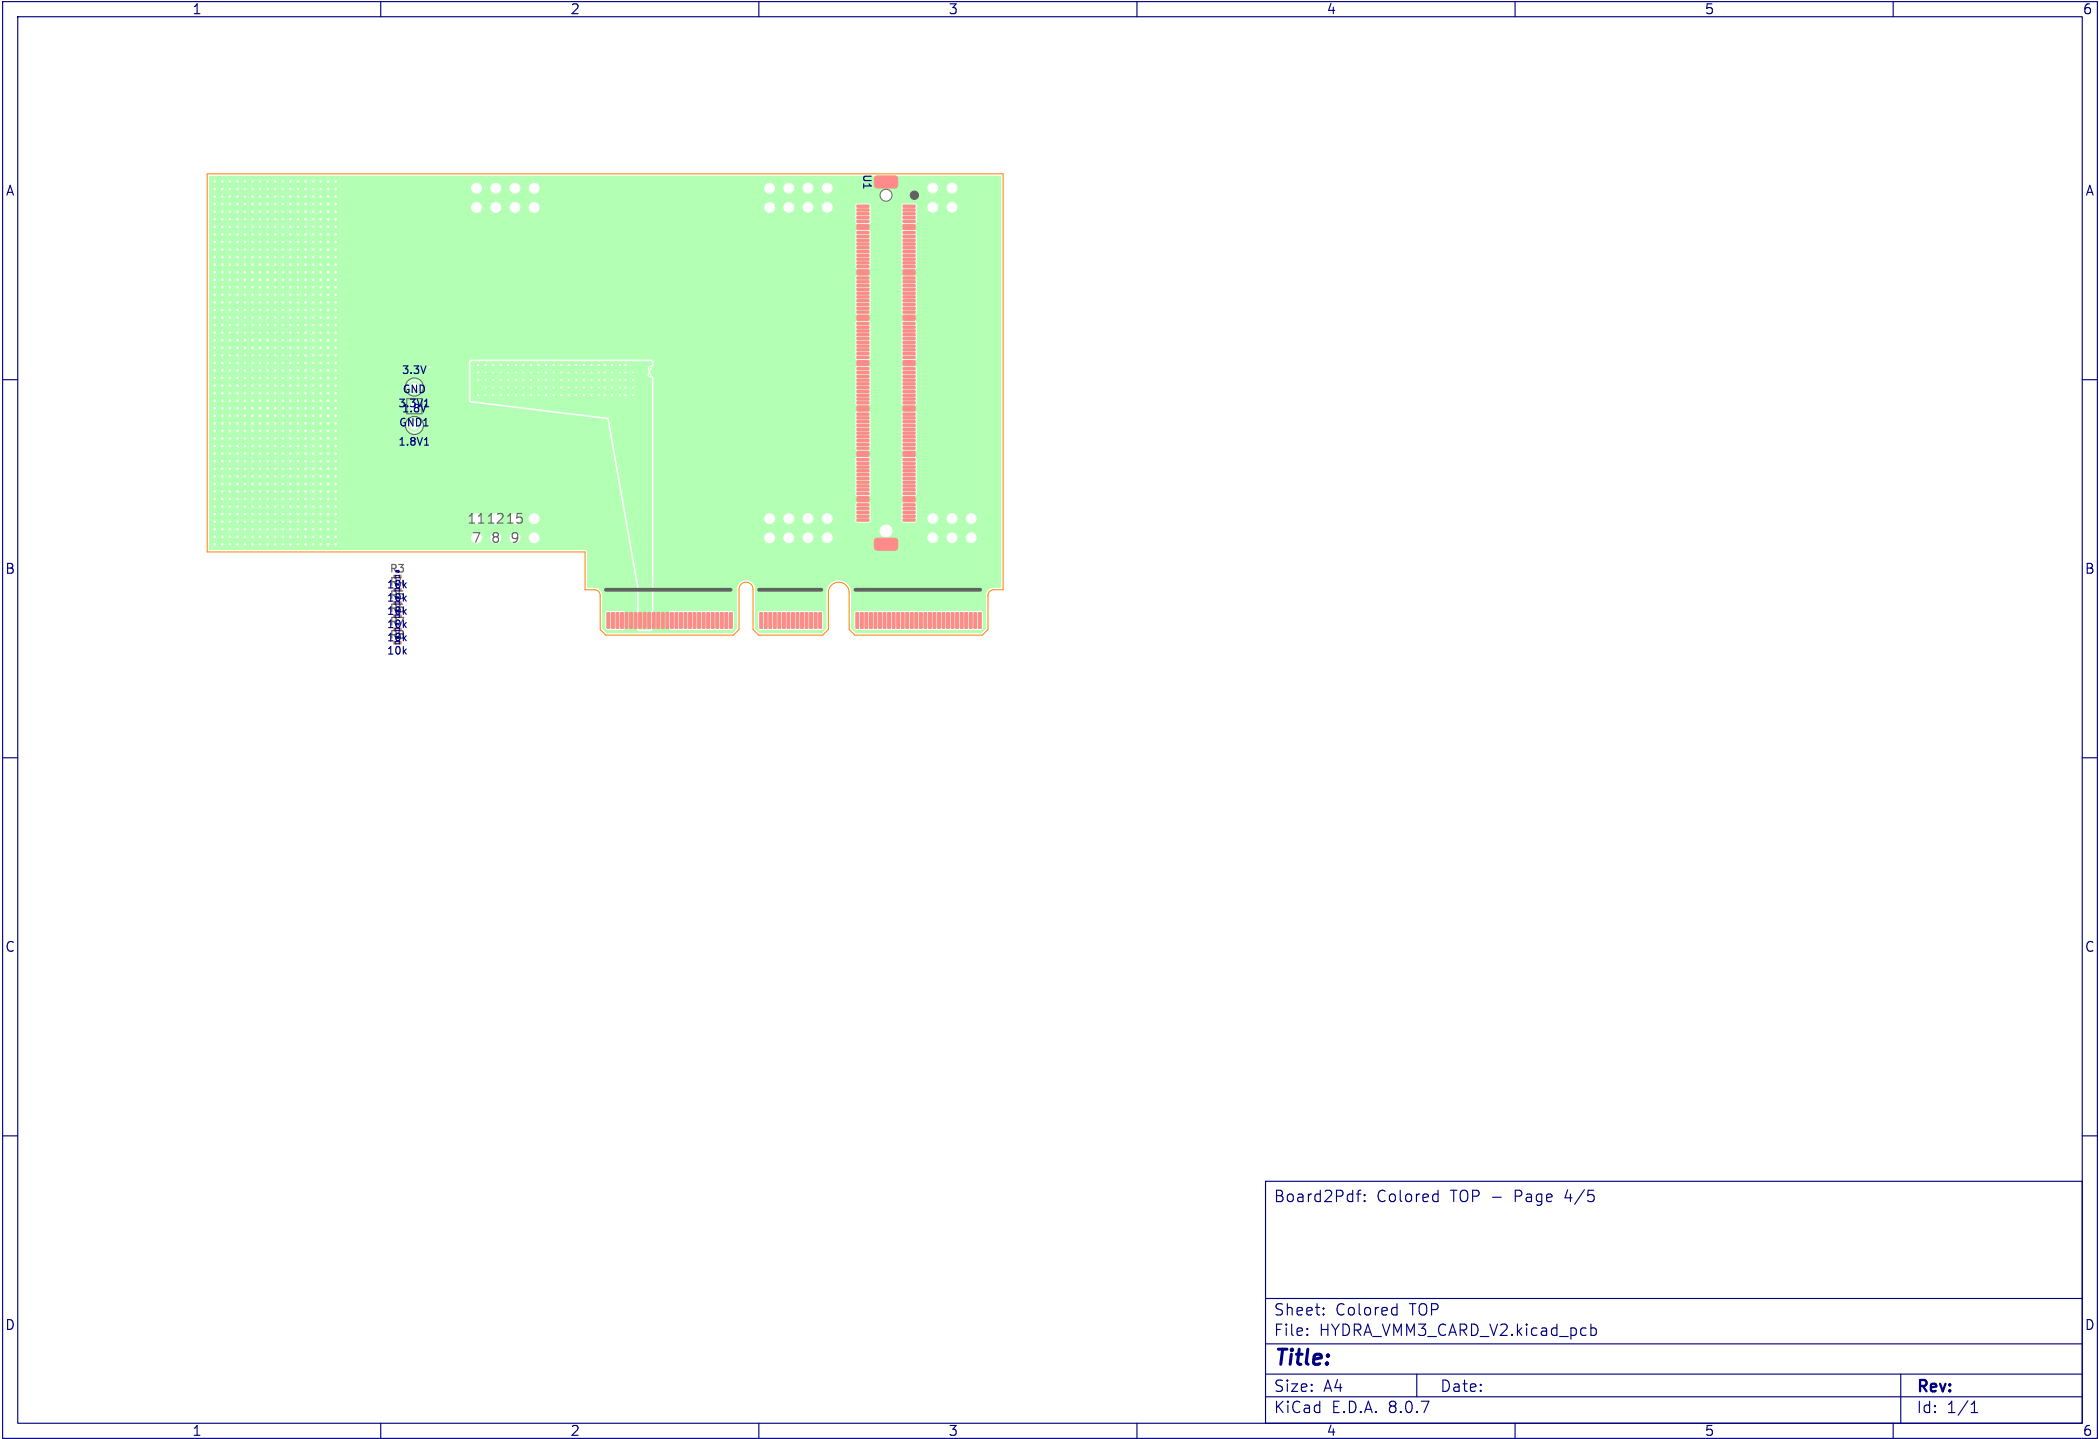 1 2 3 4 5 6
A A
U1
3.3V
GND
3.3V1
1.8V
GND1
1.8V1
11 12 15
7 8 9
B B
R3
10k
10k
10k
10k
10k
10k
C C
D D
Board2Pdf: Colored TOP - Page 4/5
Sheet: Colored TOP
File: HYDRA_VMM3_CARD_V2.kicad_pcb
Title:
Size: A4 Date: Rev:
KiCad E.D.A. 8.0.7 Id: 1/1
1 2 3 4 5 6